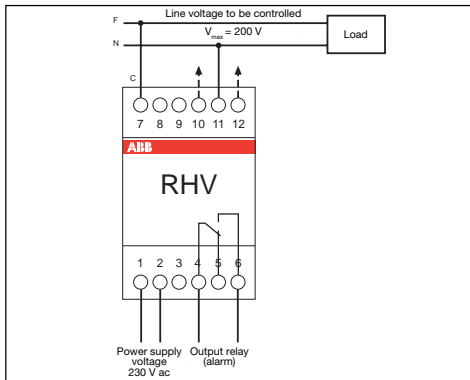 Line voltage to be controlled
F
Vmax = 200 V
Load
N
C
7 8 9 10 11 12
ABB
RHV
1 2 3 4 5 6
Power supply voltage 230 V ac
Output relay (alarm)